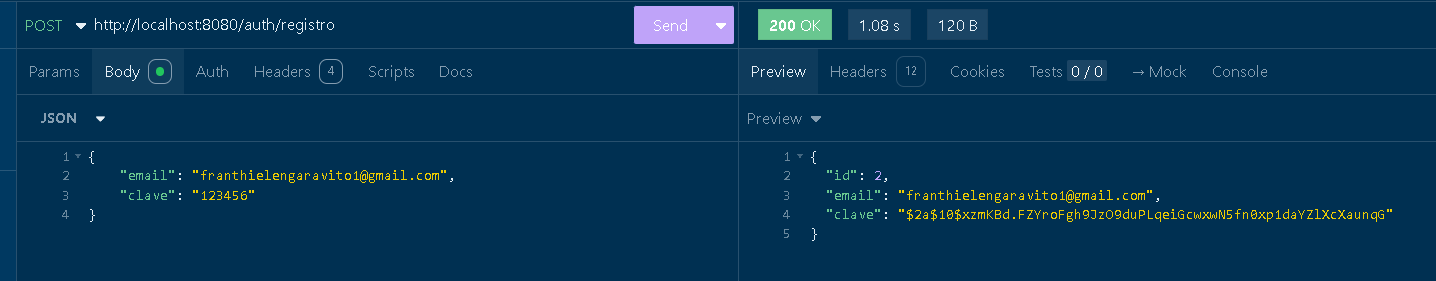 POST http://localhost:8080/auth/registro Send 200 OK 1.08 s 120 B
Params Body Auth Headers 4 Scripts Docs Preview Headers 12 Cookies Tests 0 / 0 → Mock Console
JSON Preview
1 {
2 "email": "franthielengaravito1@gmail.com",
3 "clave": "123456"
4 }
1 {
2 "id": 2,
3 "email": "franthielengaravito1@gmail.com",
4 "clave": "$2a$10$xzmKBd.FZYroFgh9JzO9duPLqeiGcwxwN5fn0xp1daYZlXcXaunqG"
5 }